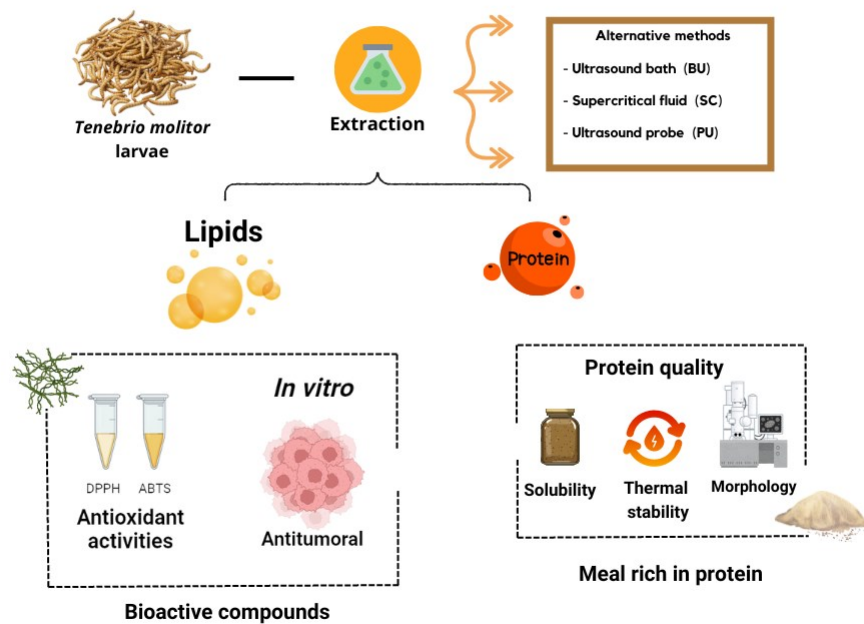 Tenebrio molitor
larvae
Extraction
Alternative methods
- Ultrasound bath (BU)
- Supercritical fluid (SC)
- Ultrasound probe (PU)
Lipids
Protein
In vitro
DPPH
ABTS
Antioxidant
activities
Antitumoral
Bioactive compounds
Protein quality
Solubility
Thermal
stability
Morphology
Meal rich in protein